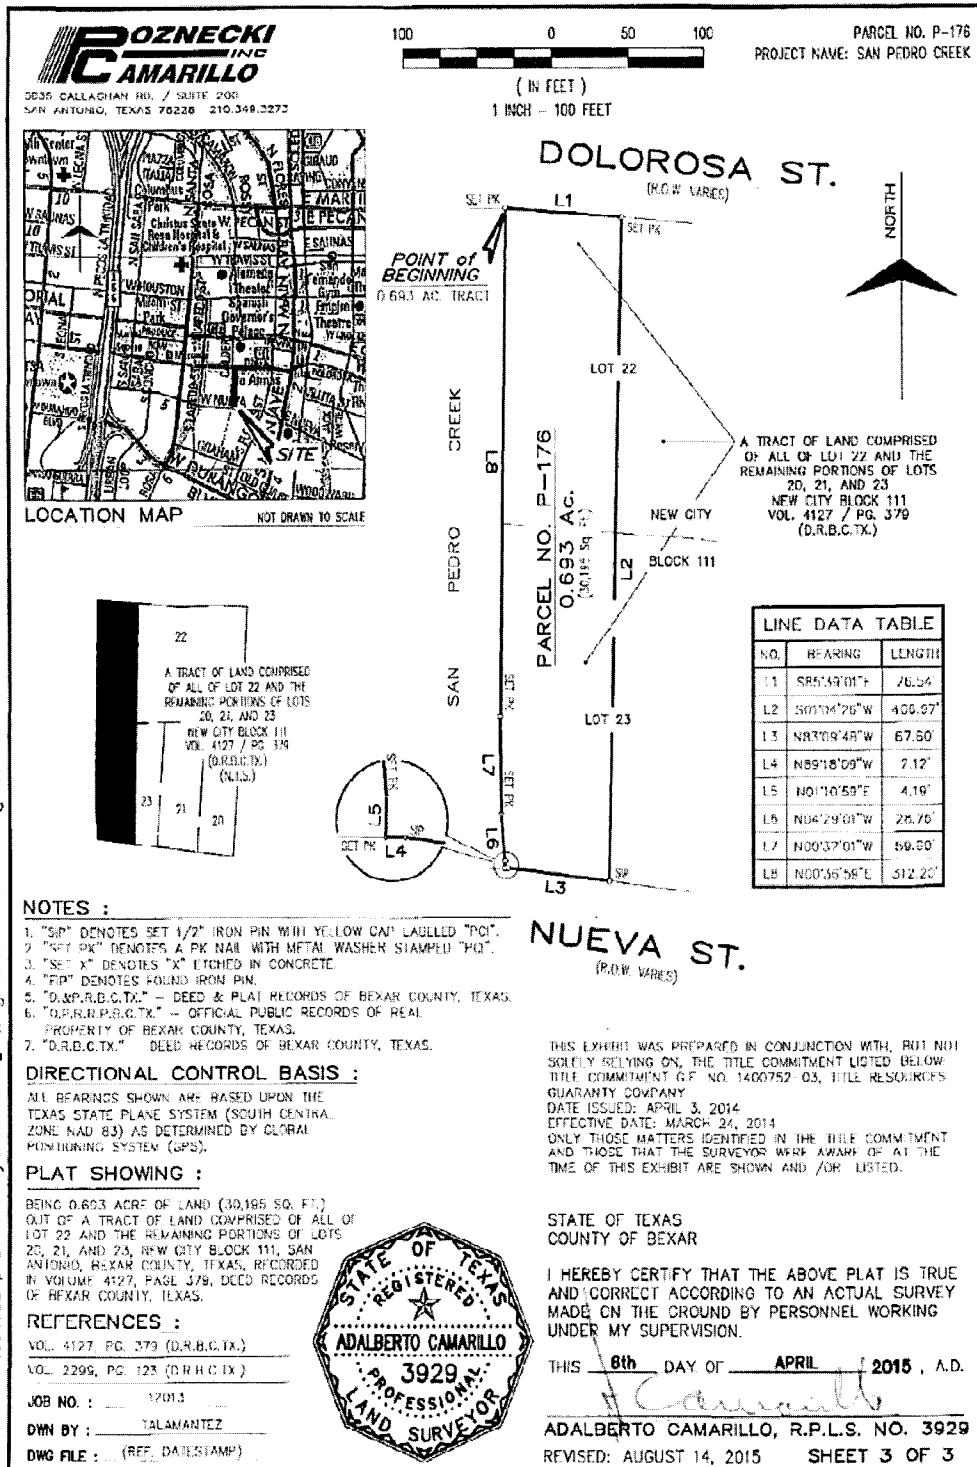 POZNECKI
INC
CAMARILLO
5035 CALLAGHAN RD. / SUITE 200
SAN ANTONIO, TEXAS 78228 210.349.3273
100 0 50 100
( IN FEET )
1 INCH - 100 FEET
PARCEL NO. P-176
PROJECT NAME: SAN PEDRO CREEK
SITE
LOCATION MAP
NOT DRAWN TO SCALE
DOLOROSA ST.
(R.O.W. VARIES)
SET PK
L1
SET PK
POINT of
BEGINNING
0.693 AC. TRACT
NORTH
LOT 22
SAN PEDRO CREEK
L8
PARCEL NO. P-176
0.693 Ac.
(30,195 Sq. Ft.)
L2
NEW CITY
BLOCK 111
A TRACT OF LAND COMPRISED
OF ALL OF LOT 22 AND THE
REMAINING PORTIONS OF LOTS
20, 21, AND 23
NEW CITY BLOCK 111
VOL. 4127 / PG. 379
(D.R.B.C.TX.)
LOT 23
SET PK
L7
SET PK
L6
L3
SIP
SET PK
L5
SIP
SET PK
L4
22
A TRACT OF LAND COMPRISED
OF ALL OF LOT 22 AND THE
REMAINING PORTIONS OF LOTS
20, 21, AND 23
NEW CITY BLOCK 111
VOL. 4127 / PG. 379
(D.R.B.C.TX.)
(N.T.S.)
23 21 20
LINE DATA TABLE
NO. BEARING LENGTH
L1 S85°39'01"E 76.54'
L2 S01°04'26"W 406.97'
L3 N83°09'48"W 67.60'
L4 N89°18'09"W 2.12'
L5 N01°10'59"E 4.19'
L6 N04°29'01"W 28.76'
L7 N00°37'01"W
L8 N00°36'59"E 312.20'
NUEVA ST.
(R.O.W. VARIES)
NOTES :
1. "SIP" DENOTES SET 1/2" IRON PIN WITH YELLOW CAP LABELLED "PCI".
2. "SET PK" DENOTES A PK NAIL WITH METAL WASHER STAMPED "PCI".
3. "SET X" DENOTES "X" ETCHED IN CONCRETE.
4. "FIP" DENOTES FOUND IRON PIN.
5. "D.&P.R.B.C.TX." - DEED & PLAT RECORDS OF BEXAR COUNTY, TEXAS.
6. "O.P.R.R.P.B.C.TX." - OFFICIAL PUBLIC RECORDS OF REAL
PROPERTY OF BEXAR COUNTY, TEXAS.
7. "D.R.B.C.TX." DEED RECORDS OF BEXAR COUNTY, TEXAS.
DIRECTIONAL CONTROL BASIS :
ALL BEARINGS SHOWN ARE BASED UPON THE
TEXAS STATE PLANE SYSTEM (SOUTH CENTRAL
ZONE NAD 83) AS DETERMINED BY GLOBAL
POSITIONING SYSTEM (GPS).
PLAT SHOWING :
BEING 0.693 ACRE OF LAND (30,195 SQ. FT.)
OUT OF A TRACT OF LAND COMPRISED OF ALL OF
LOT 22 AND THE REMAINING PORTIONS OF LOTS
20, 21, AND 23, NEW CITY BLOCK 111, SAN
ANTONIO, BEXAR COUNTY, TEXAS, RECORDED
IN VOLUME 4127, PAGE 379, DEED RECORDS
OF BEXAR COUNTY, TEXAS.
REFERENCES :
VOL. 4127, PG. 379 (D.R.B.C.TX.)
VOL. 2299, PG. 123 (D.R.B.C.TX.)
JOB NO. : 12013
DWN BY : TALAMANTEZ
DWG FILE : (REF. DATESTAMP)
STATE OF TEXAS
REGISTERED
ADALBERTO CAMARILLO
3929
PROFESSIONAL
LAND SURVEYOR
THIS EXHIBIT WAS PREPARED IN CONJUNCTION WITH, BUT NOT
SOLELY RELYING ON, THE TITLE COMMITMENT LISTED BELOW:
TITLE COMMITMENT G.F. NO. 1400752-03, TITLE RESOURCES
GUARANTY COMPANY
DATE ISSUED: APRIL 3, 2014
EFFECTIVE DATE: MARCH 24, 2014
ONLY THOSE MATTERS IDENTIFIED IN THE TITLE COMMITMENT
AND THOSE THAT THE SURVEYOR WERE AWARE OF AT THE
TIME OF THIS EXHIBIT ARE SHOWN AND /OR LISTED.
STATE OF TEXAS
COUNTY OF BEXAR
I HEREBY CERTIFY THAT THE ABOVE PLAT IS TRUE
AND CORRECT ACCORDING TO AN ACTUAL SURVEY
MADE ON THE GROUND BY PERSONNEL WORKING
UNDER MY SUPERVISION.
THIS 6th DAY OF APRIL 2015 , A.D.
A Camarillo
ADALBERTO CAMARILLO, R.P.L.S. NO. 3929
REVISED: AUGUST 14, 2015 SHEET 3 OF 3